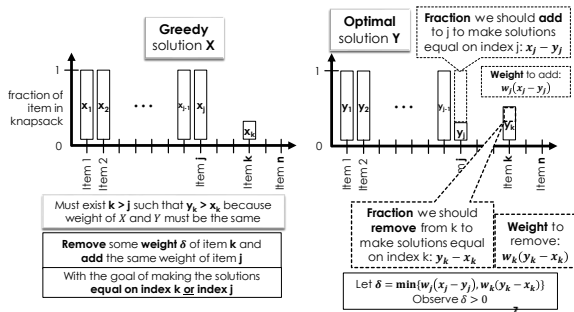 Greedy
solution X
1
fraction of
item in
knapsack
0
x₁
x₂
...
xⱼ₋₁
xⱼ
xₖ
Item 1
Item 2
Item j
Item k
Item n
Must exist k > j such that yₖ > xₖ because
weight of X and Y must be the same
Remove some weight δ of item k and
add the same weight of item j
With the goal of making the solutions
equal on index k or index j
Optimal
solution Y
1
0
y₁
y₂
...
yⱼ₋₁
yⱼ
yₖ
Item 1
Item 2
Item j
Item k
Item n
Fraction we should add
to j to make solutions
equal on index j: xⱼ − yⱼ
Weight to add:
wⱼ(xⱼ − yⱼ)
Fraction we should
remove from k to
make solutions equal
on index k: yₖ − xₖ
Weight to
remove:
wₖ(yₖ − xₖ)
Let δ = min{wⱼ(xⱼ − yⱼ), wₖ(yₖ − xₖ)}
Observe δ > 0